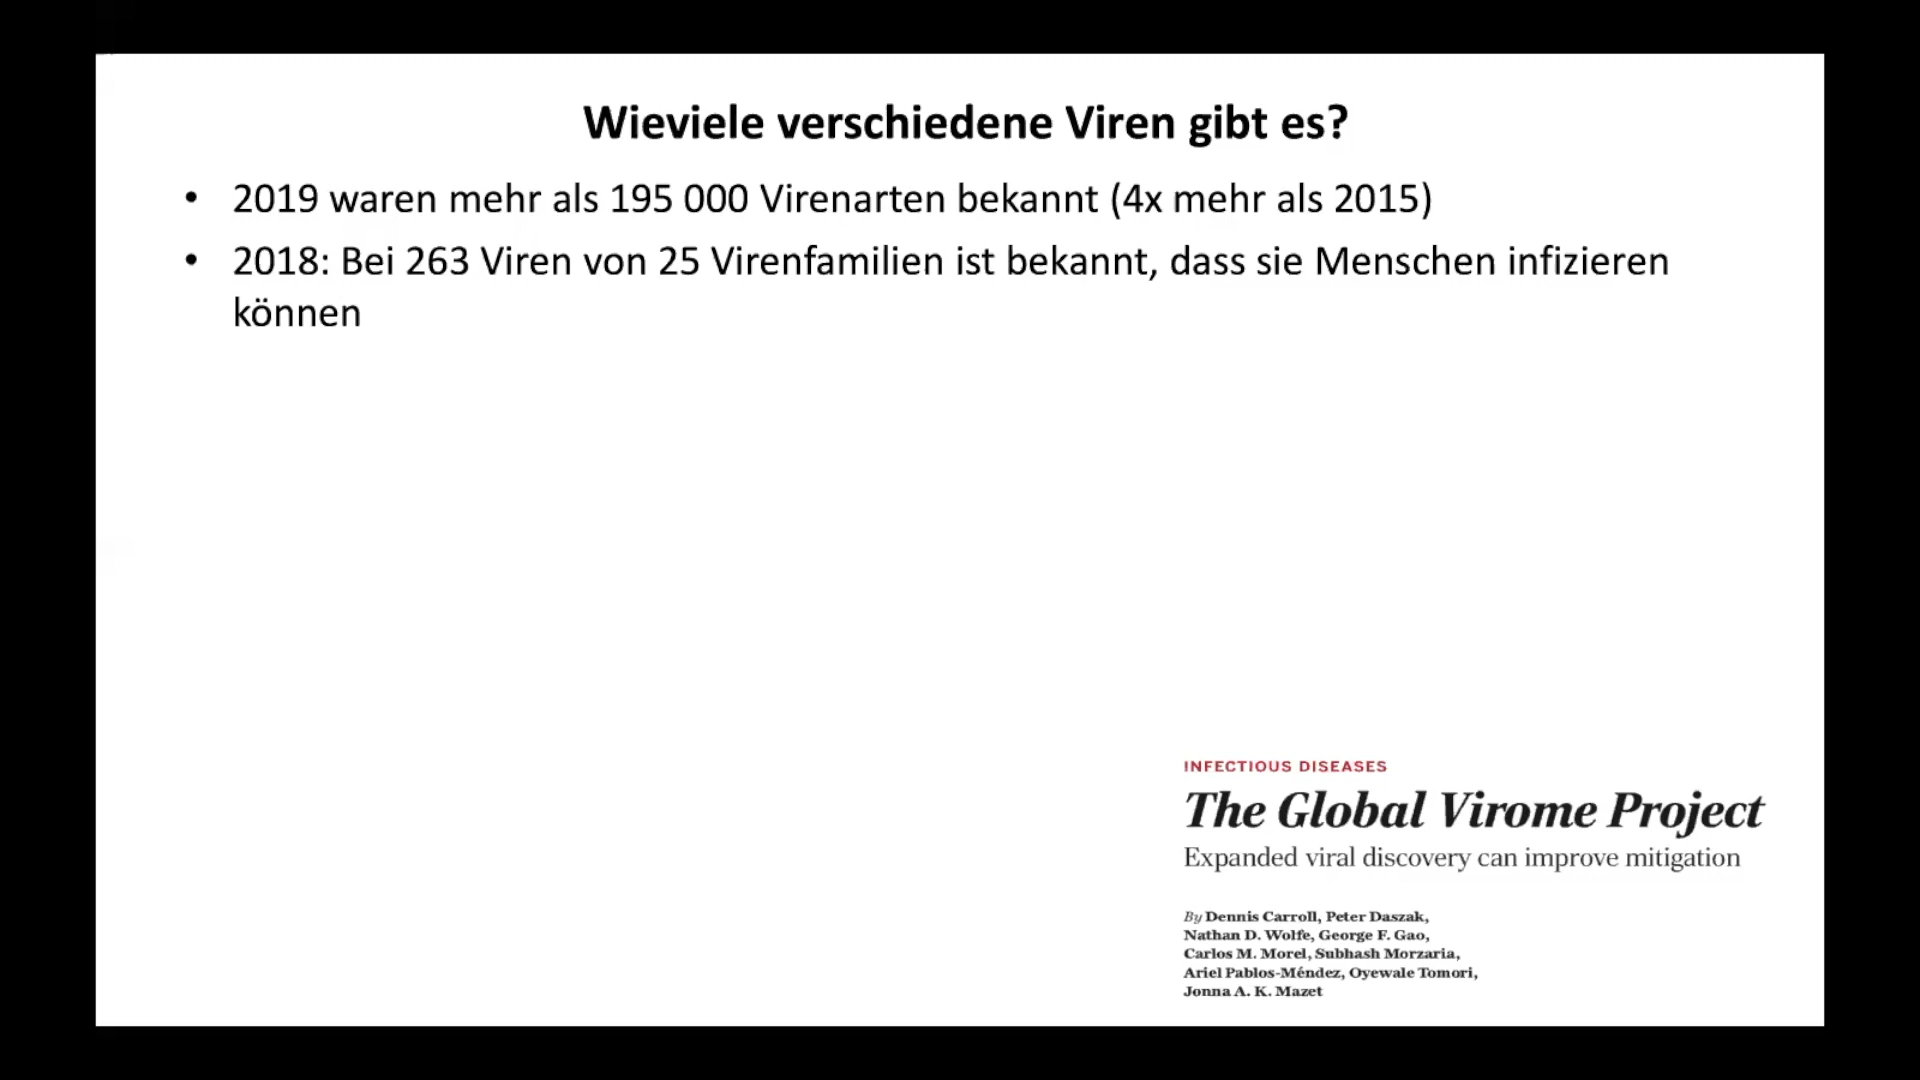 Wieviele verschiedene Viren gibt es?
• 2019 waren mehr als 195 000 Virenarten bekannt (4x mehr als 2015)
• 2018: Bei 263 Viren von 25 Virenfamilien ist bekannt, dass sie Menschen infizieren
können
INFECTIOUS DISEASES
The Global Virome Project
Expanded viral discovery can improve mitigation
By Dennis Carroll, Peter Daszak,
Nathan D. Wolfe, George F. Gao,
Carlos M. Morel, Subhash Morzaria,
Ariel Pablos-Méndez, Oyewale Tomori,
Jonna A. K. Mazet